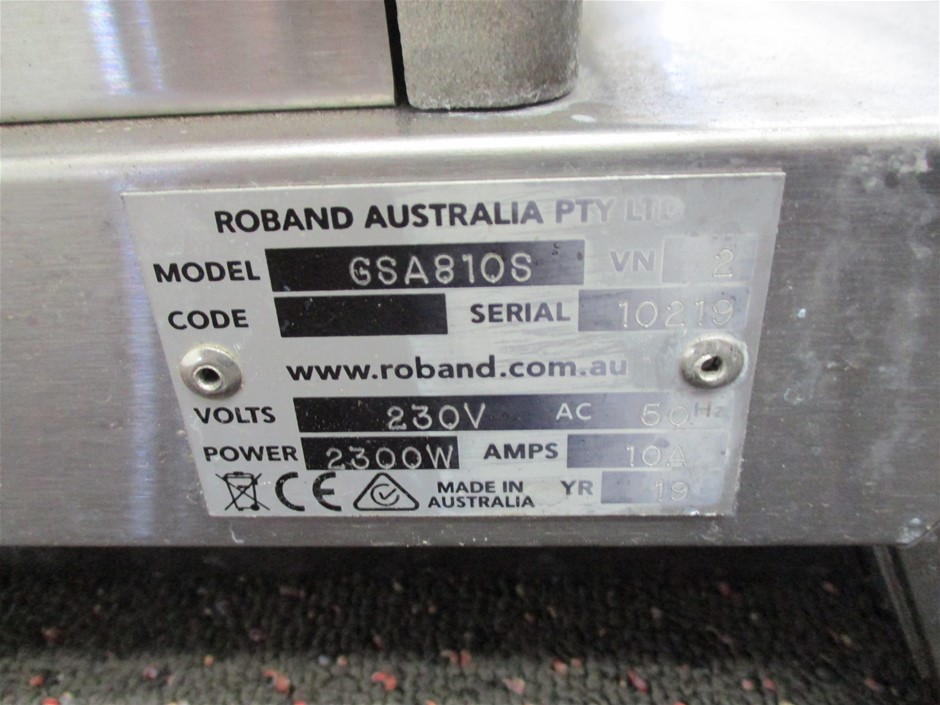 ROBAND AUSTRALIA PTY LTD
MODEL GSA810S VN 2
CODE SERIAL 10219
www.roband.com.au
VOLTS 230V AC 50Hz
POWER 2300W AMPS 10A
CE MADE IN AUSTRALIA YR 19